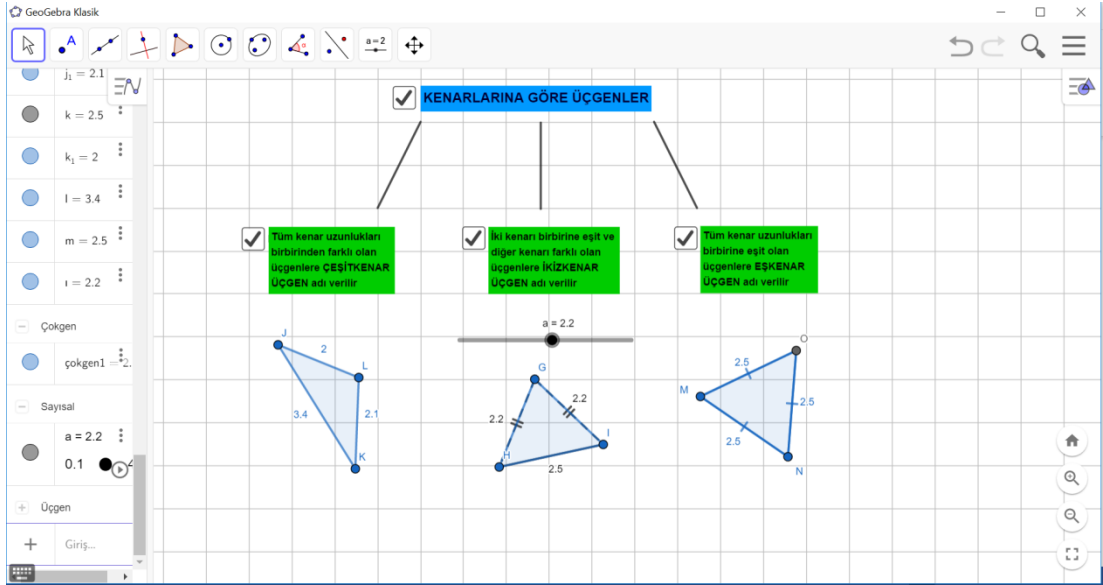 GeoGebra Klasik
A
α
a = 2
j₁ = 2.1
k = 2.5
k₁ = 2
l = 3.4
m = 2.5
ı = 2.2
Çokgen
çokgen1 = 2.
Sayısal
a = 2.2
0.1
Üçgen
Giriş...
KENARLARINA GÖRE ÜÇGENLER
Tüm kenar uzunlukları
birbirinden farklı olan
üçgenlere ÇEŞİTKENAR
ÜÇGEN adı verilir
İki kenarı birbirine eşit ve
diğer kenarı farklı olan
üçgenlere İKİZKENAR
ÜÇGEN adı verilir
Tüm kenar uzunlukları
birbirine eşit olan
üçgenlere EŞKENAR
ÜÇGEN adı verilir
a = 2.2
J
2
L
3.4
2.1
K
G
2.2
2.2
I
H
2.5
O
2.5
M
2.5
2.5
N